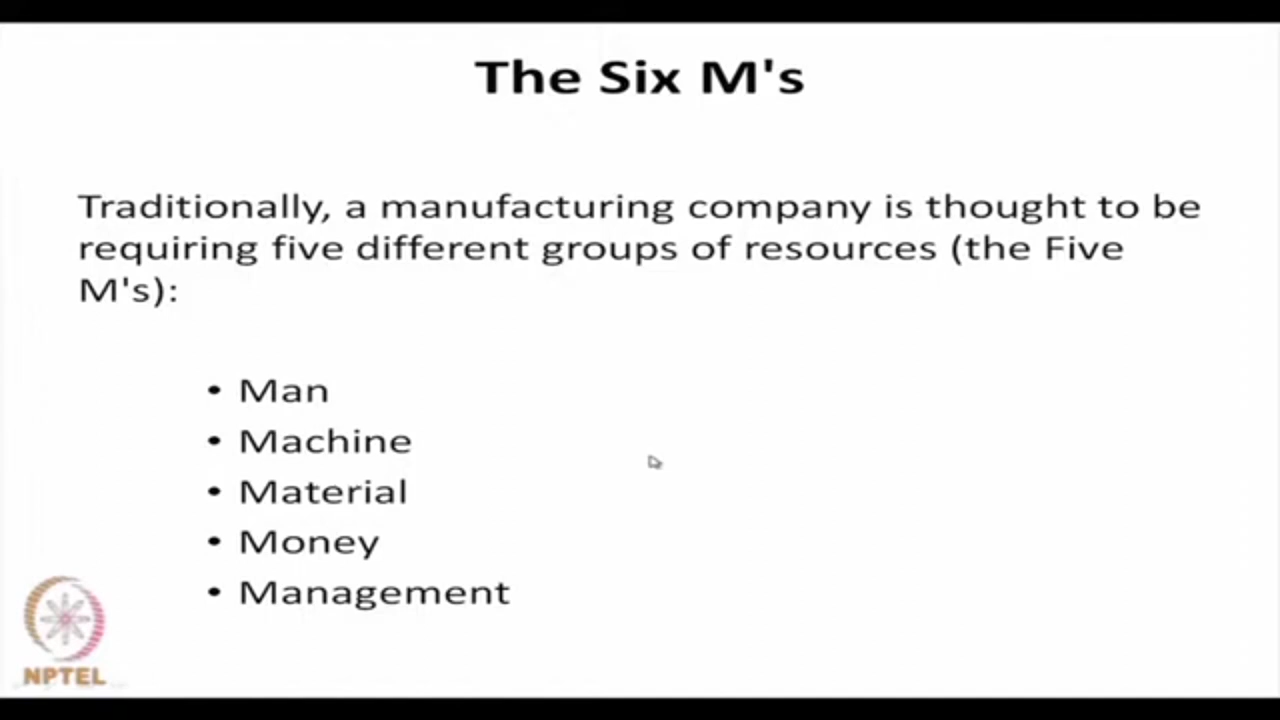 The Six M's
Traditionally, a manufacturing company is thought to be
requiring five different groups of resources (the Five
M's):
• Man
• Machine
• Material
• Money
• Management
NPTEL